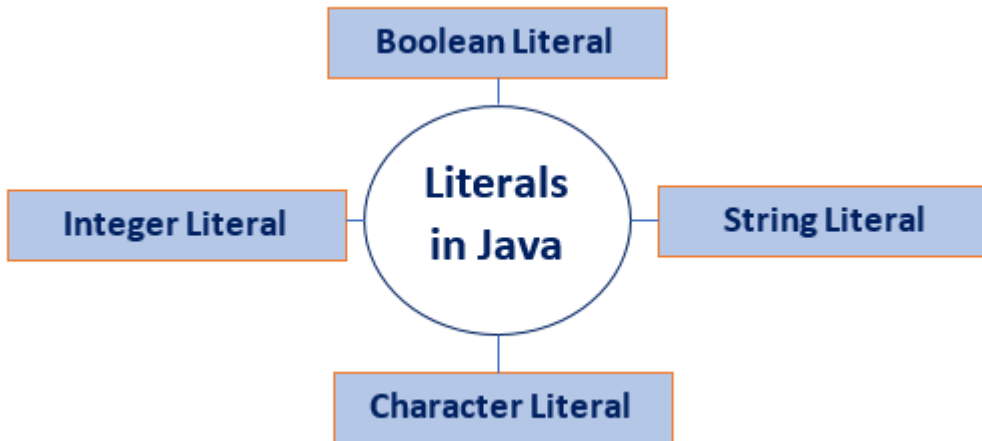 Boolean Literal
Literals
in Java
Integer Literal
String Literal
Character Literal